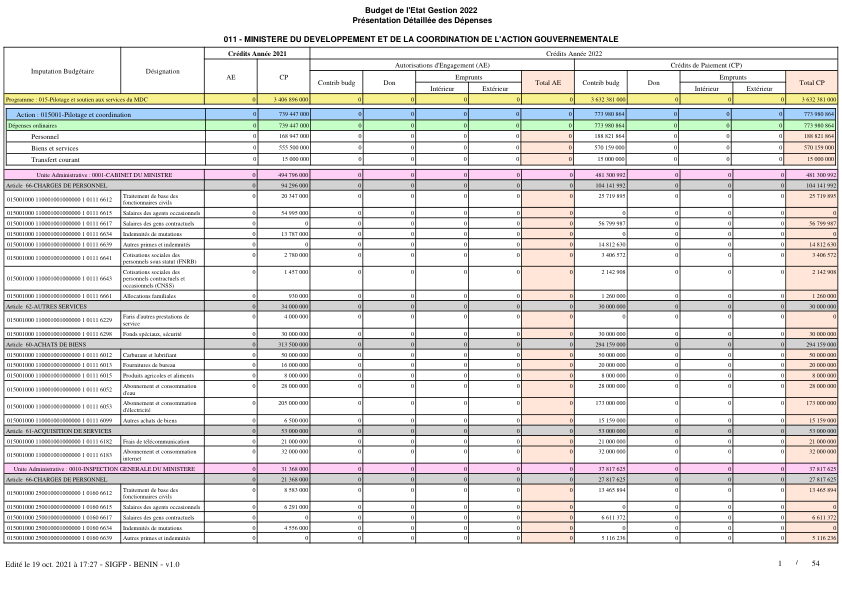 Budget de l'Etat Gestion 2022
Présentation Détaillée des Dépenses
011 - MINISTERE DU DEVELOPPEMENT ET DE LA COORDINATION DE L'ACTION GOUVERNEMENTALE
Imputation Budgétaire Désignation Crédits Année 2021 Crédits Année 2022
AE CP Autorisations d'Engagement (AE) Crédits de Paiement (CP)
Contrib budg Don Emprunts Total AE Contrib budg Don Emprunts Total CP
Intérieur Extérieur Intérieur Extérieur
Programme : 015-Pilotage et soutien aux services du MDC 0 3 406 896 000 0 0 0 0 0 3 632 381 000 0 0 0 3 632 381 000
Action : 015001-Pilotage et coordination 0 739 447 000 0 0 0 0 0 773 980 864 0 0 0 773 980 864
Dépenses ordinaires 0 739 447 000 0 0 0 0 0 773 980 864 0 0 0 773 980 864
Personnel 0 168 947 000 0 0 0 0 0 188 821 864 0 0 0 188 821 864
Biens et services 0 555 500 000 0 0 0 0 0 570 159 000 0 0 0 570 159 000
Transfert courant 0 15 000 000 0 0 0 0 0 15 000 000 0 0 0 15 000 000
Unite Administrative : 0001-CABINET DU MINISTRE 0 494 796 000 0 0 0 0 0 481 300 992 0 0 0 481 300 992
Article 66-CHARGES DE PERSONNEL 0 94 296 000 0 0 0 0 0 104 141 992 0 0 0 104 141 992
015001000 1100010010000000 1 0111 6612 Traitement de base des fonctionnaires civils 0 20 347 000 0 0 0 0 0 25 719 895 0 0 0 25 719 895
015001000 1100010010000000 1 0111 6615 Salaires des agents occasionnels 0 54 995 000 0 0 0 0 0 0 0 0 0 0
015001000 1100010010000000 1 0111 6617 Salaires des gens contractuels 0 0 0 0 0 0 0 56 799 987 0 0 0 56 799 987
015001000 1100010010000000 1 0111 6634 Indemnités de mutations 0 13 787 000 0 0 0 0 0 0 0 0 0 0
015001000 1100010010000000 1 0111 6639 Autres primes et indemnités 0 0 0 0 0 0 0 14 812 630 0 0 0 14 812 630
015001000 1100010010000000 1 0111 6641 Cotisations sociales des personnels sous statut (FNRB) 0 2 780 000 0 0 0 0 0 3 406 572 0 0 0 3 406 572
015001000 1100010010000000 1 0111 6643 Cotisations sociales des personnels contractuels et occasionnels (CNSS) 0 1 457 000 0 0 0 0 0 2 142 908 0 0 0 2 142 908
015001000 1100010010000000 1 0111 6661 Allocations familiales 0 930 000 0 0 0 0 0 1 260 000 0 0 0 1 260 000
Article 62-AUTRES SERVICES 0 34 000 000 0 0 0 0 0 30 000 000 0 0 0 30 000 000
015001000 1100010010000000 1 0111 6229 Faris d'autres prestations de service 0 4 000 000 0 0 0 0 0 0 0 0 0 0
015001000 1100010010000000 1 0111 6298 Fonds spéciaux, sécurité 0 30 000 000 0 0 0 0 0 30 000 000 0 0 0 30 000 000
Article 60-ACHATS DE BIENS 0 313 500 000 0 0 0 0 0 294 159 000 0 0 0 294 159 000
015001000 1100010010000000 1 0111 6012 Carburant et lubrifiant 0 50 000 000 0 0 0 0 0 50 000 000 0 0 0 50 000 000
015001000 1100010010000000 1 0111 6013 Fournitures de bureau 0 16 000 000 0 0 0 0 0 20 000 000 0 0 0 20 000 000
015001000 1100010010000000 1 0111 6015 Produits agricoles et aliments 0 8 000 000 0 0 0 0 0 8 000 000 0 0 0 8 000 000
015001000 1100010010000000 1 0111 6052 Abonnement et consommation d'eau 0 28 000 000 0 0 0 0 0 28 000 000 0 0 0 28 000 000
015001000 1100010010000000 1 0111 6053 Abonnement et consommation d'électricité 0 205 000 000 0 0 0 0 0 173 000 000 0 0 0 173 000 000
015001000 1100010010000000 1 0111 6099 Autres achats de biens 0 6 500 000 0 0 0 0 0 15 159 000 0 0 0 15 159 000
Article 61-ACQUISITION DE SERVICES 0 53 000 000 0 0 0 0 0 53 000 000 0 0 0 53 000 000
015001000 1100010010000000 1 0111 6182 Frais de télécommunication 0 21 000 000 0 0 0 0 0 21 000 000 0 0 0 21 000 000
015001000 1100010010000000 1 0111 6183 Abonnement et consommation internet 0 32 000 000 0 0 0 0 0 32 000 000 0 0 0 32 000 000
Unite Administrative : 0010-INSPECTION GENERALE DU MINISTERE 0 31 368 000 0 0 0 0 0 37 817 625 0 0 0 37 817 625
Article 66-CHARGES DE PERSONNEL 0 21 368 000 0 0 0 0 0 27 817 625 0 0 0 27 817 625
015001000 2500010010000000 1 0160 6612 Traitement de base des fonctionnaires civils 0 8 583 000 0 0 0 0 0 13 465 894 0 0 0 13 465 894
015001000 2500010010000000 1 0160 6615 Salaires des agents occasionnels 0 6 291 000 0 0 0 0 0 0 0 0 0 0
015001000 2500010010000000 1 0160 6617 Salaires des gens contractuels 0 0 0 0 0 0 0 6 611 372 0 0 0 6 611 372
015001000 2500010010000000 1 0160 6634 Indemnités de mutations 0 4 556 000 0 0 0 0 0 0 0 0 0 0
015001000 2500010010000000 1 0160 6639 Autres primes et indemnités 0 0 0 0 0 0 0 5 116 236 0 0 0 5 116 236
Edité le 19 oct. 2021 à 17:27 - SIGFP - BENIN - v1.0 1 / 54